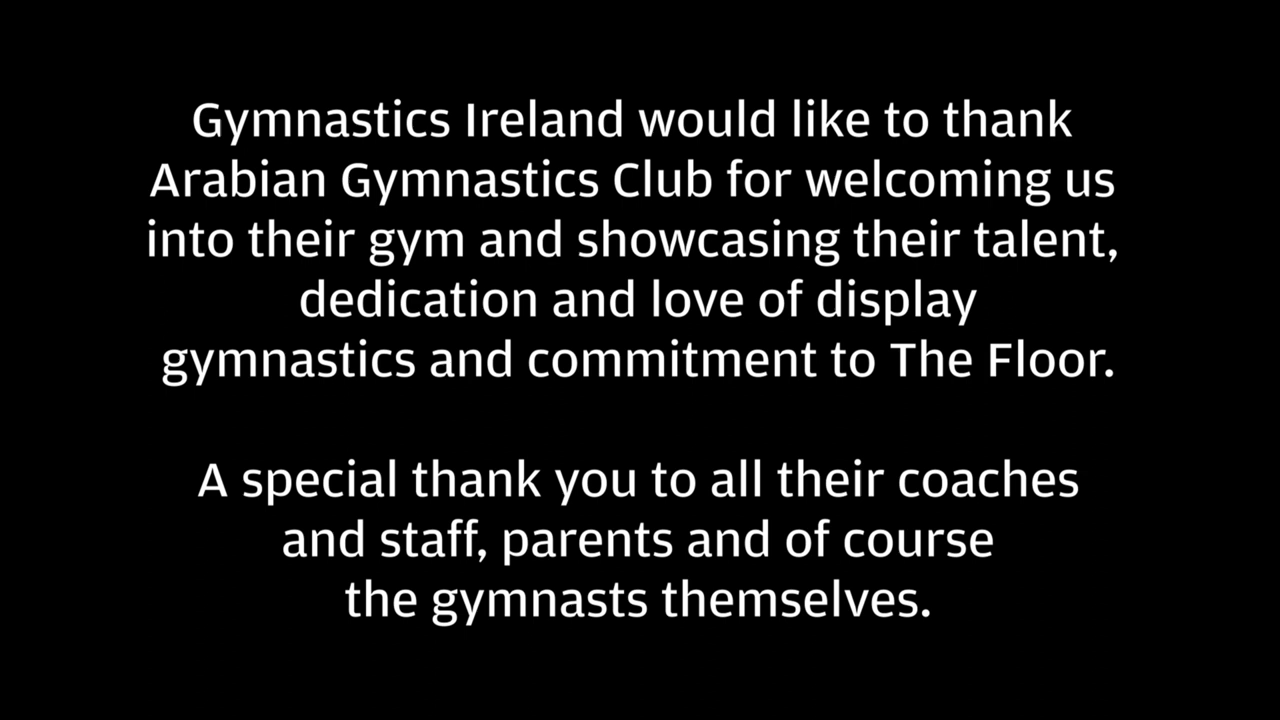 Gymnastics Ireland would like to thank
Arabian Gymnastics Club for welcoming us
into their gym and showcasing their talent,
dedication and love of display
gymnastics and commitment to The Floor.
A special thank you to all their coaches
and staff, parents and of course
the gymnasts themselves.